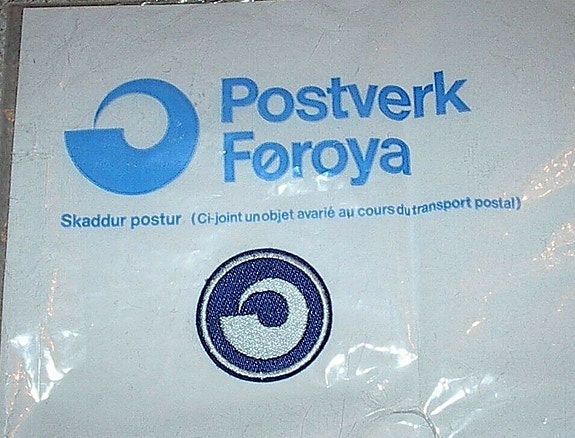 Postverk
Føroya
Skaddur postur (Ci-joint un objet avarié au cours du transport postal)